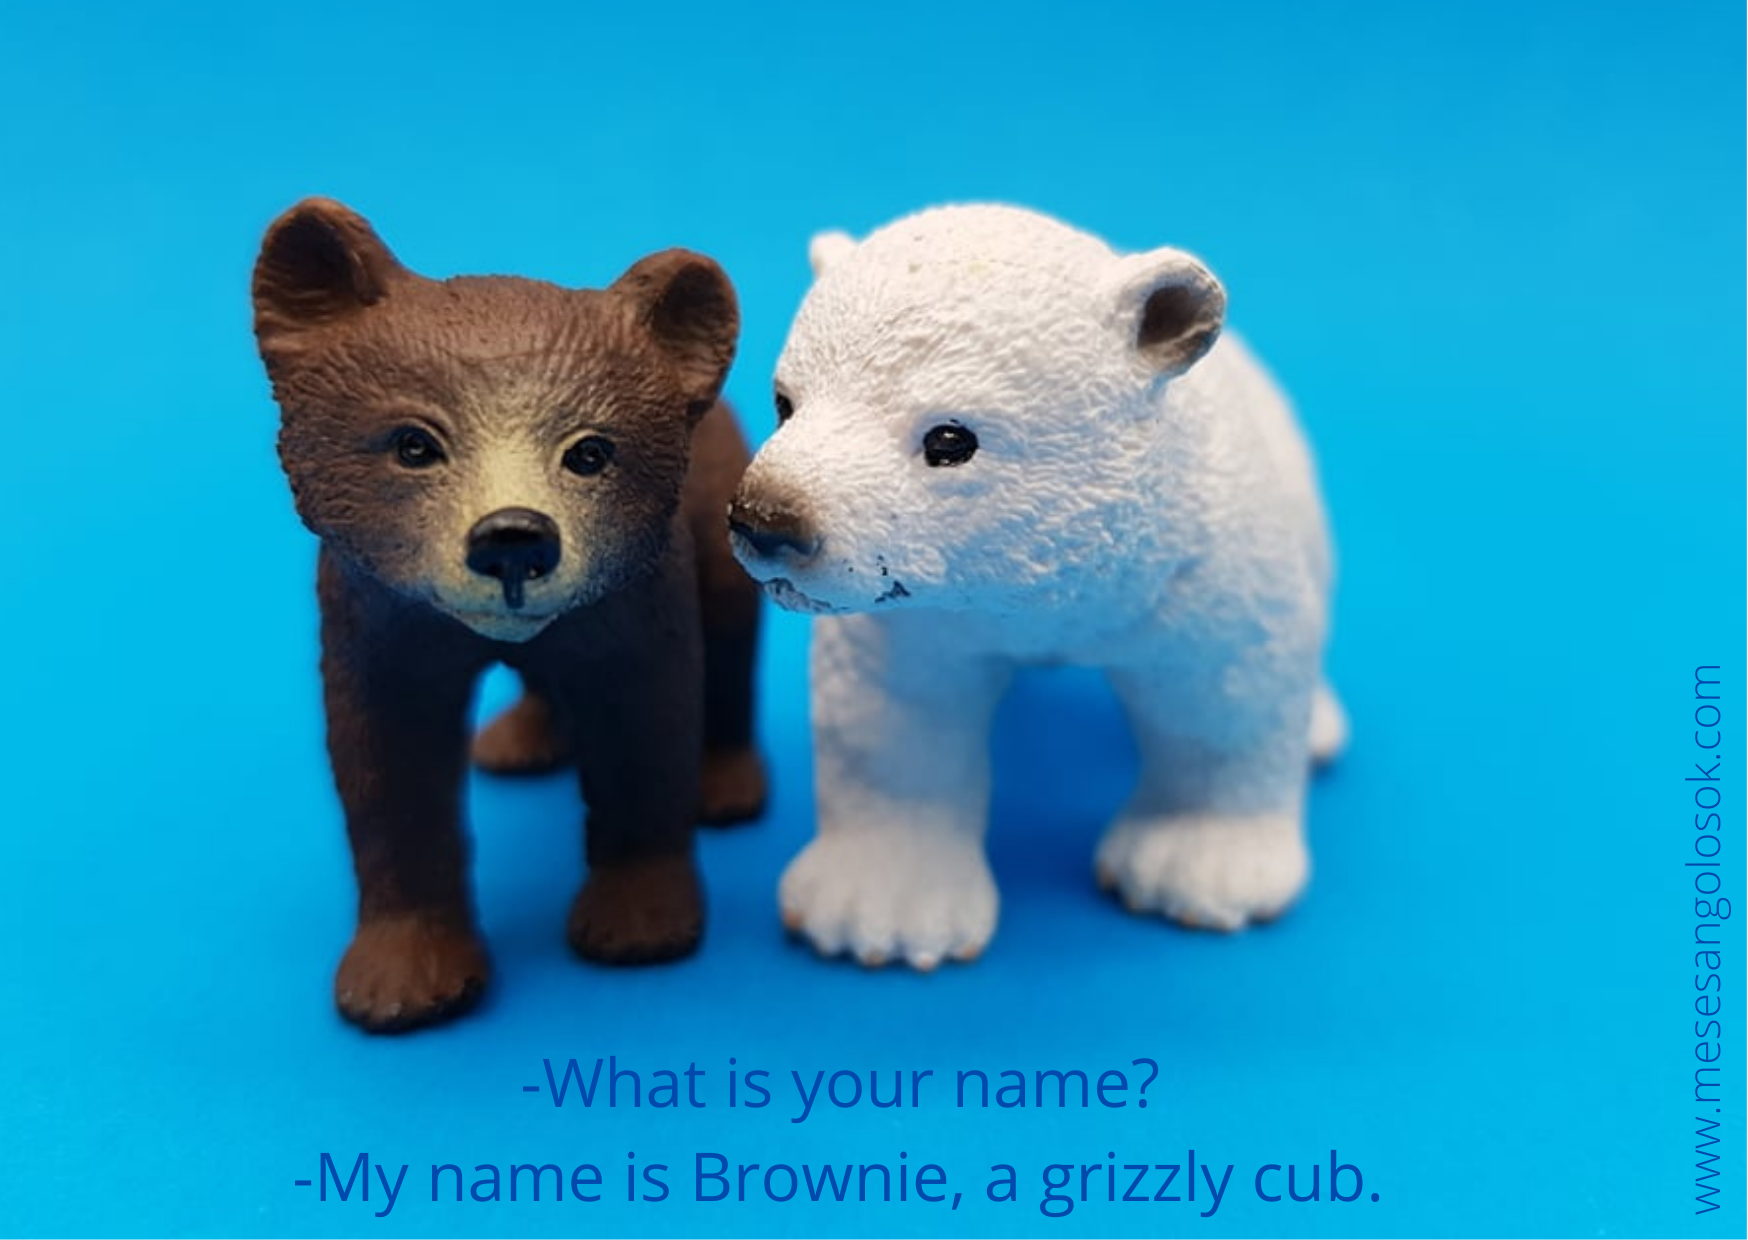 -What is your name?
-My name is Brownie, a grizzly cub.
www.mesesangolosok.com